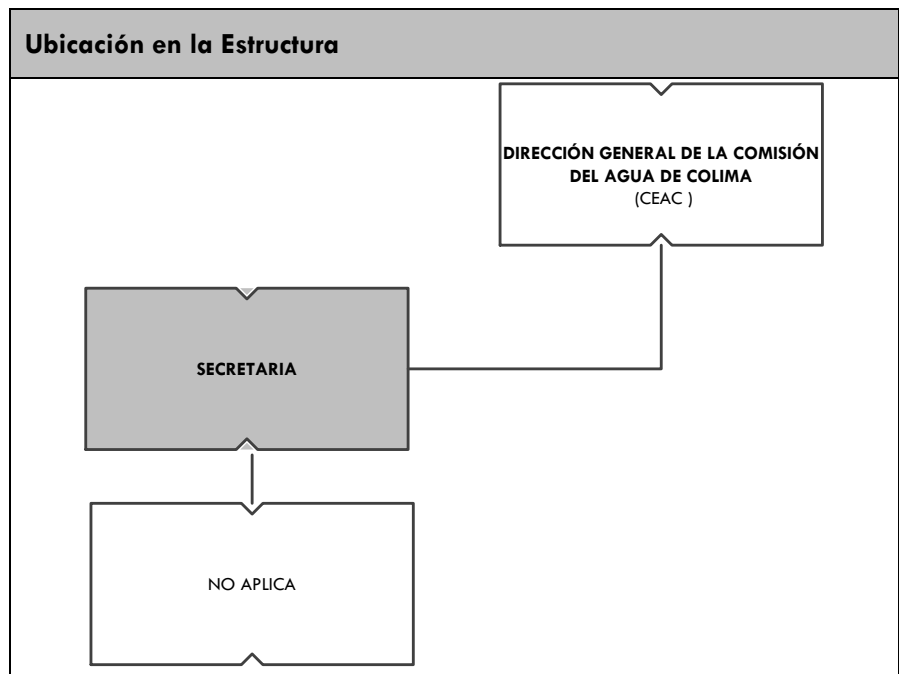 Ubicación en la Estructura
DIRECCIÓN GENERAL DE LA COMISIÓN
DEL AGUA DE COLIMA
(CEAC )
SECRETARIA
NO APLICA